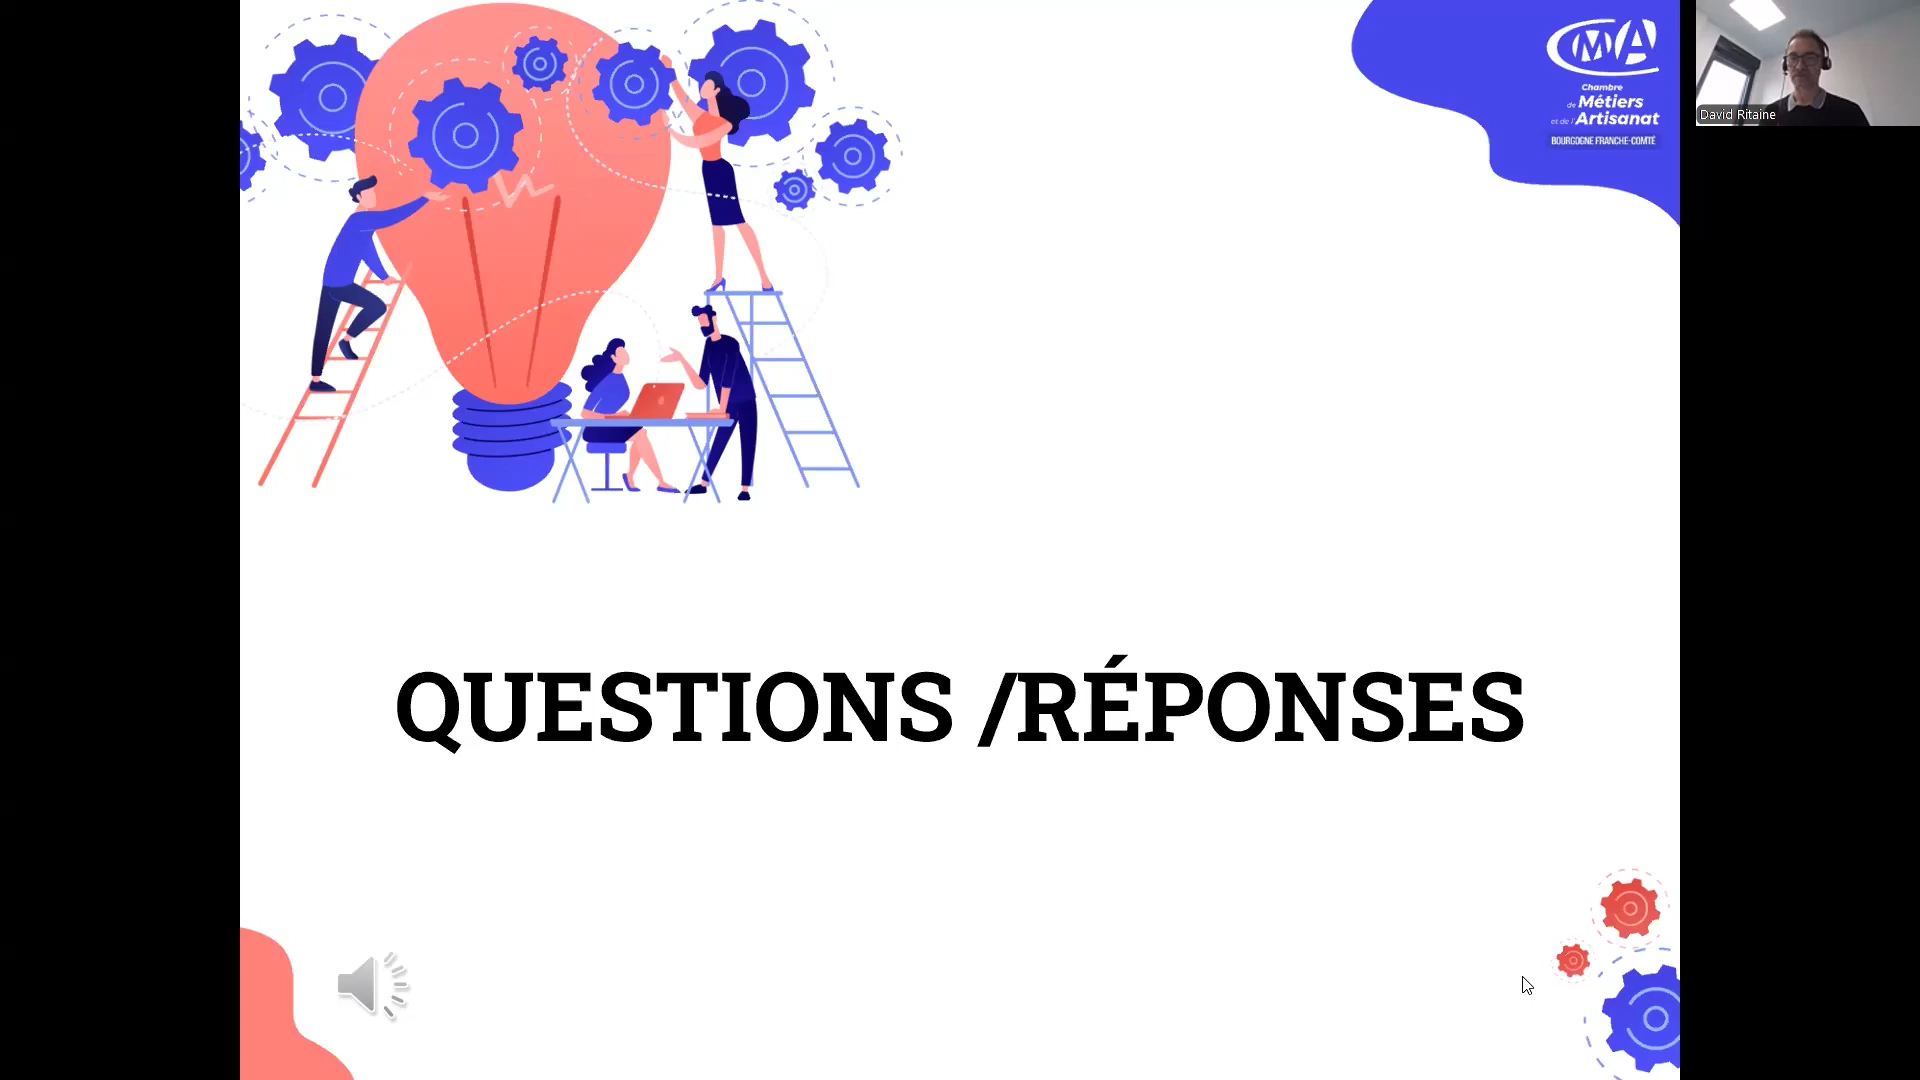 CMA
Chambre
de Métiers
et de l'Artisanat
BOURGOGNE FRANCHE-COMTÉ
David Ritaine
QUESTIONS /RÉPONSES